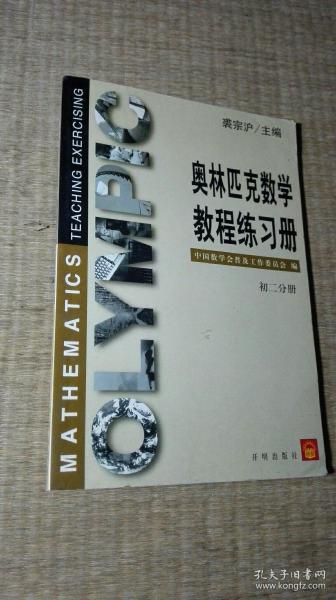 裘宗沪/主编
奥林匹克数学
教程练习册
中国数学会普及工作委员会 编
初二分册
MATHEMATICS TEACHING EXERCISING
OLYMPIC
开明出版社
孔夫子旧书网